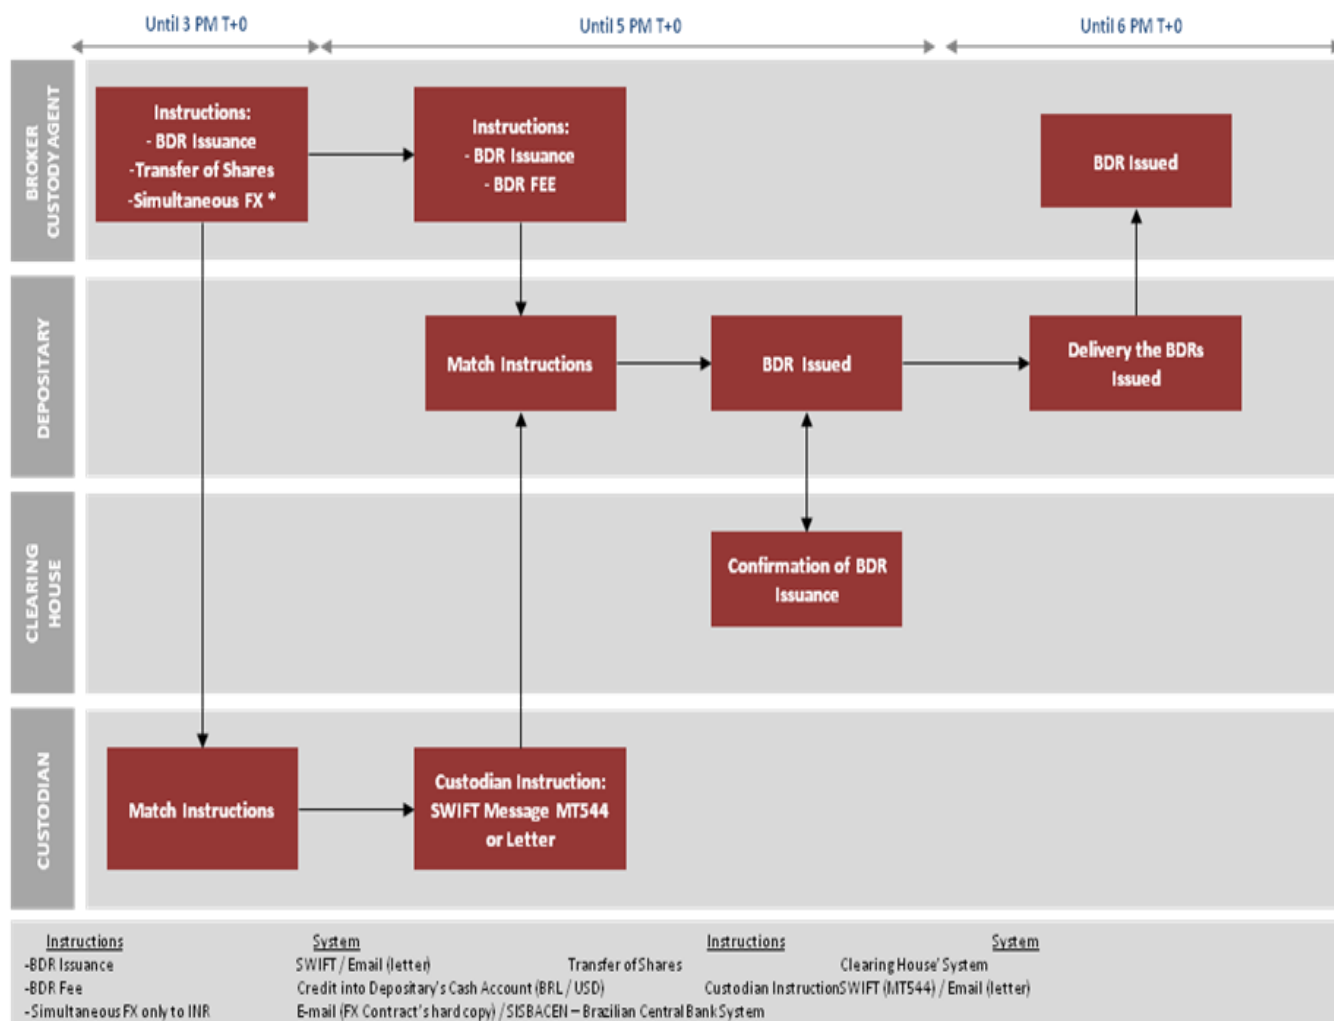 Until 3 PM T+0
Until 5 PM T+0
Until 6 PM T+0
BROKER
CUSTODY AGENT
Instructions:
- BDR Issuance
-Transfer of Shares
-Simultaneous FX *
Instructions:
- BDR Issuance
- BDR FEE
BDR Issued
DEPOSITARY
Match Instructions
BDR Issued
Delivery the BDRs
Issued
CLEARING
HOUSE
Confirmation of BDR
Issuance
CUSTODIAN
Match Instructions
Custodian Instruction:
SWIFT Message MT544
or Letter
Instructions System Instructions System
-BDR Issuance SWIFT / Email (letter) Transfer of Shares Clearing House' System
-BDR Fee Credit into Depositary's Cash Account (BRL / USD) Custodian InstructionSWIFT (MT544) / Email (letter)
-Simultaneous FX only to INR E-mail (FX Contract's hard copy) / SISBACEN – Brazilian Central Bank System